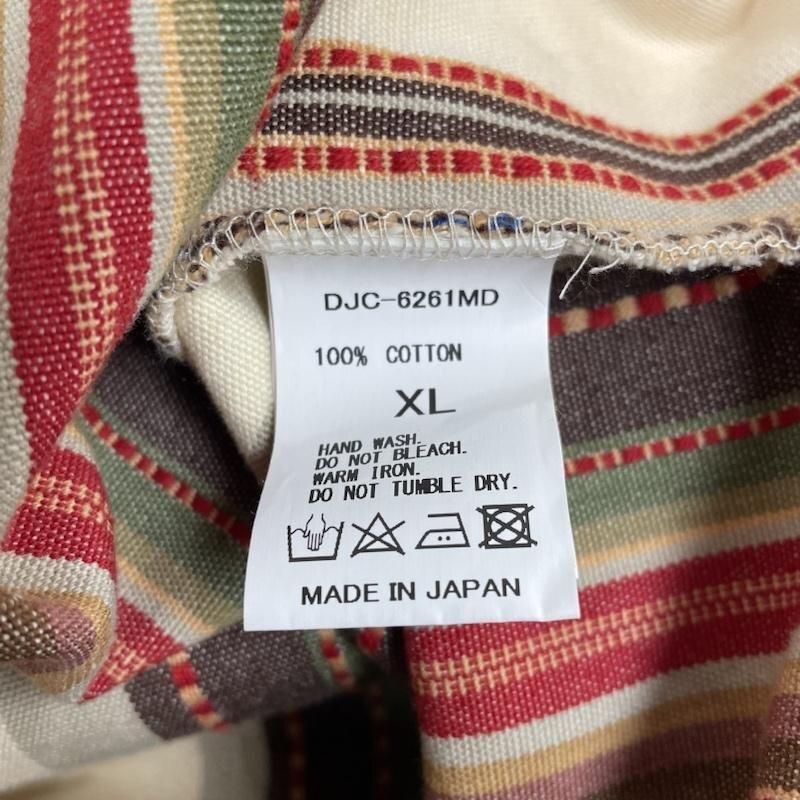 DJC-6261MD
100% COTTON
XL
HAND WASH.
DO NOT BLEACH.
WARM IRON.
DO NOT TUMBLE DRY.
MADE IN JAPAN